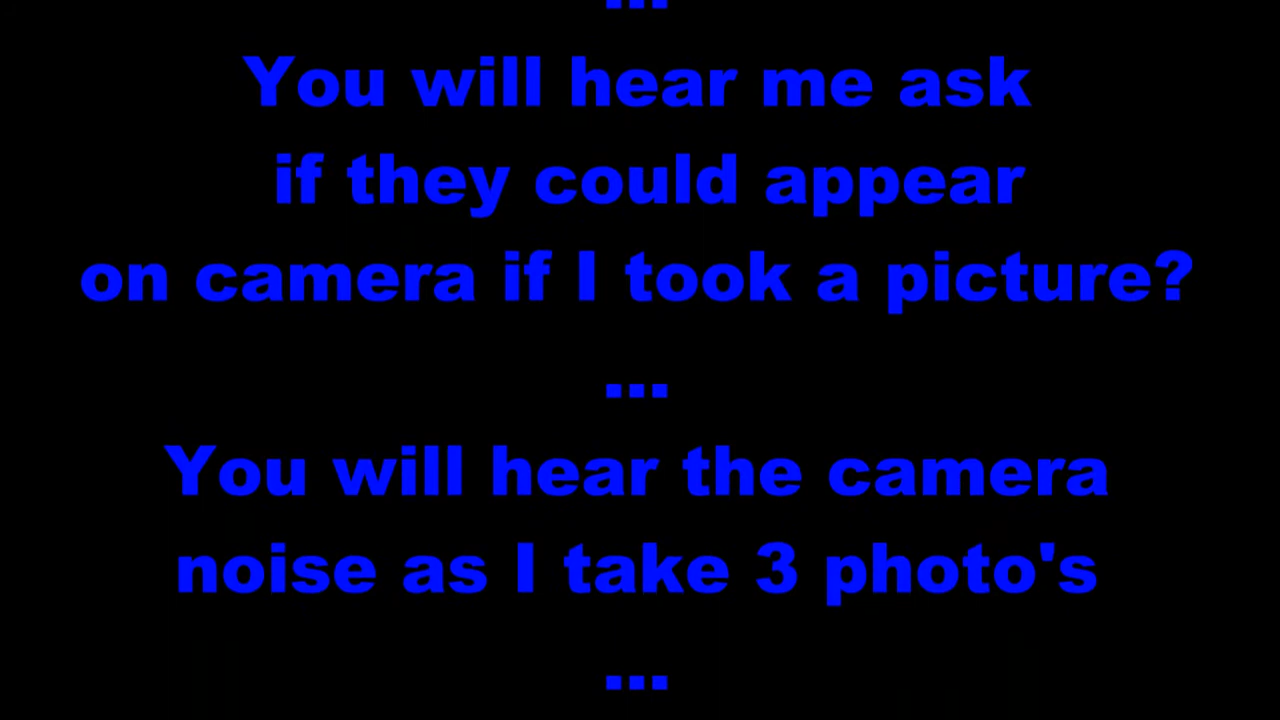 ...
You will hear me ask
if they could appear
on camera if I took a picture?
...
You will hear the camera
noise as I take 3 photo's
...